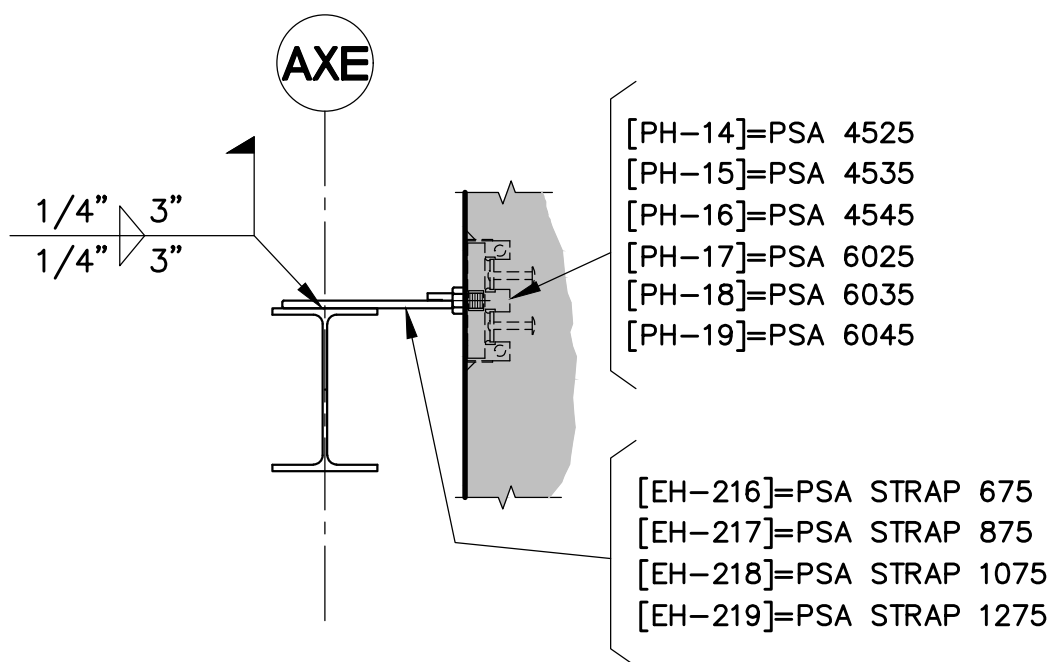 AXE
1/4” 3”
1/4” 3”
[PH-14]=PSA 4525
[PH-15]=PSA 4535
[PH-16]=PSA 4545
[PH-17]=PSA 6025
[PH-18]=PSA 6035
[PH-19]=PSA 6045
[EH-216]=PSA STRAP 675
[EH-217]=PSA STRAP 875
[EH-218]=PSA STRAP 1075
[EH-219]=PSA STRAP 1275